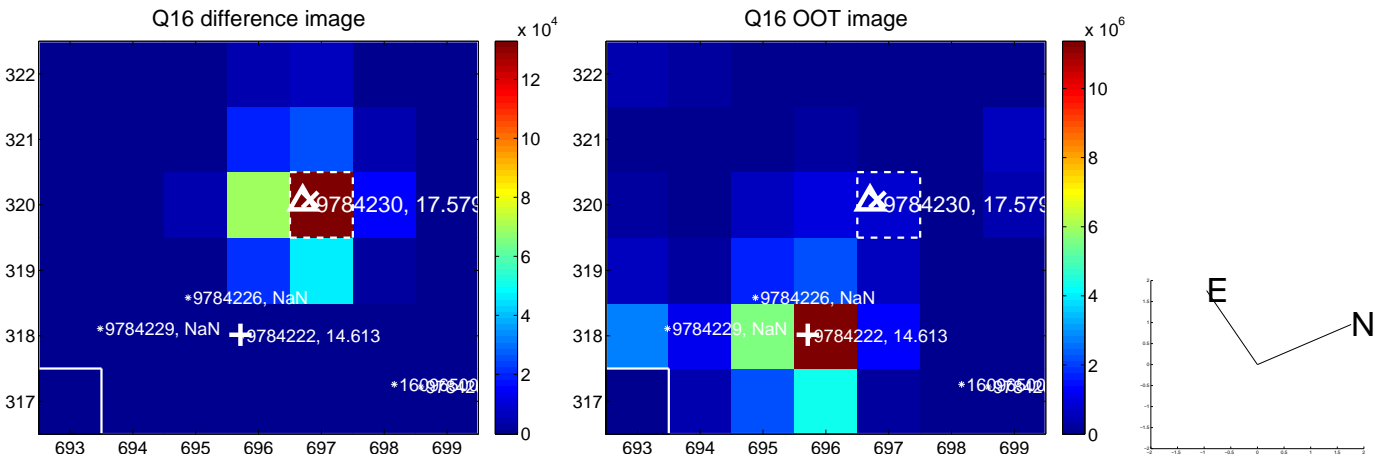 Q16 difference image
x 10^4
322
321
320
319
318
317
693 694 695 696 697 698 699
12
10
8
6
4
2
0
9784230, 17.579
9784226, NaN
9784229, NaN
9784222, 14.613
Q16 OOT image
x 10^6
322
321
320
319
318
317
693 694 695 696 697 698 699
10
8
6
4
2
0
9784230, 17.579
9784226, NaN
9784229, NaN
9784222, 14.613
E
N